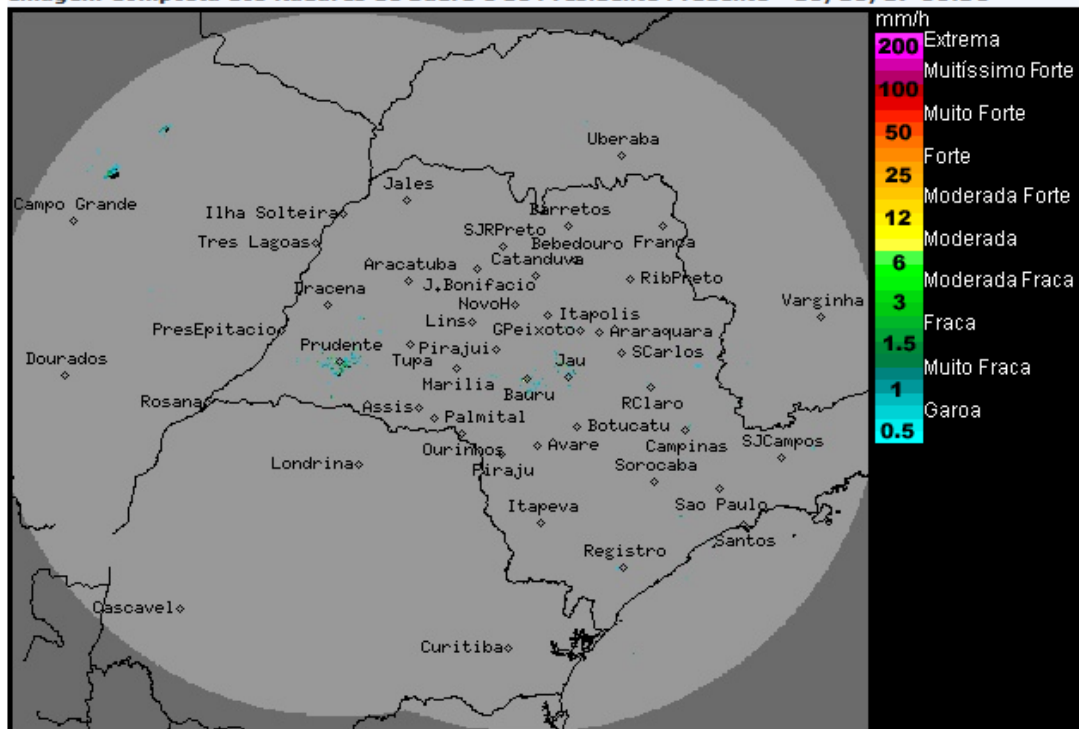 mm/h
200 Extrema
Muitíssimo Forte
100
Muito Forte
50
Forte
25
Moderada Forte
12
Moderada
6
Moderada Fraca
3
Fraca
1.5
Muito Fraca
1
Garoa
0.5
Uberaba
Jales
Campo Grande
Ilha Solteira
Barretos
SJRPreto
Franca
Tres Lagoas
Bebedouro
Aracatuba
Catanduva
Dracena
J.Bonifacio
RibPreto
NovoH
Varginha
Itapolis
PresEpitacio
Lins
GPeixoto
Araraquara
Prudente
Pirajui
SCarlos
Dourados
Tupa
Jau
Marilia
Bauru
Rosana
Assis
RClaro
Palmital
Botucatu
Campinas
SJCampos
Ourinhos
Avare
Londrina
Piraju
Sorocaba
Itapeva
Sao Paulo
Santos
Registro
Cascavel
Curitiba